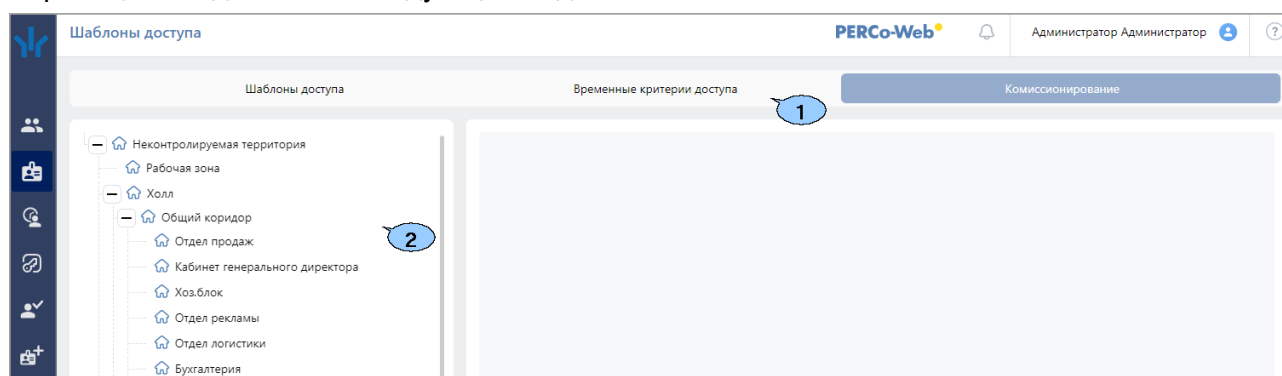 Шаблоны доступа
PERCo-Web
Администратор Администратор
?
Шаблоны доступа
Временные критерии доступа
Комиссионирование
1
Неконтролируемая территория
Рабочая зона
Холл
Общий коридор
2
Отдел продаж
Кабинет генерального директора
Хоз.блок
Отдел рекламы
Отдел логистики
Бухгалтерия